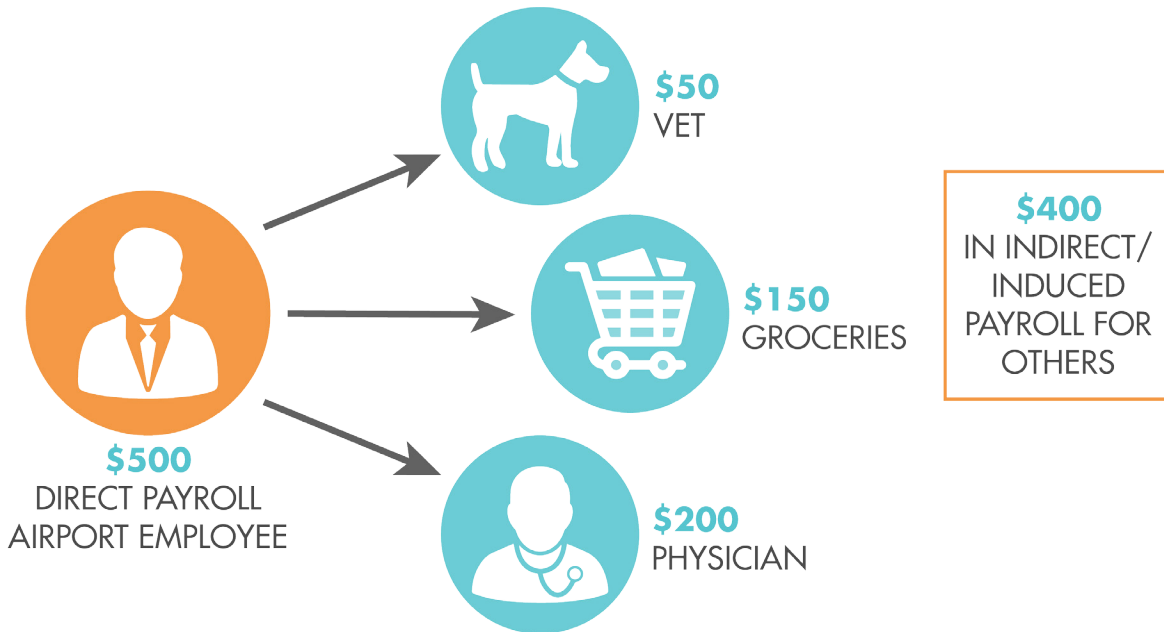 $50
VET
$150
GROCERIES
$400
IN INDIRECT/
INDUCED
PAYROLL FOR
OTHERS
$500
DIRECT PAYROLL
AIRPORT EMPLOYEE
$200
PHYSICIAN